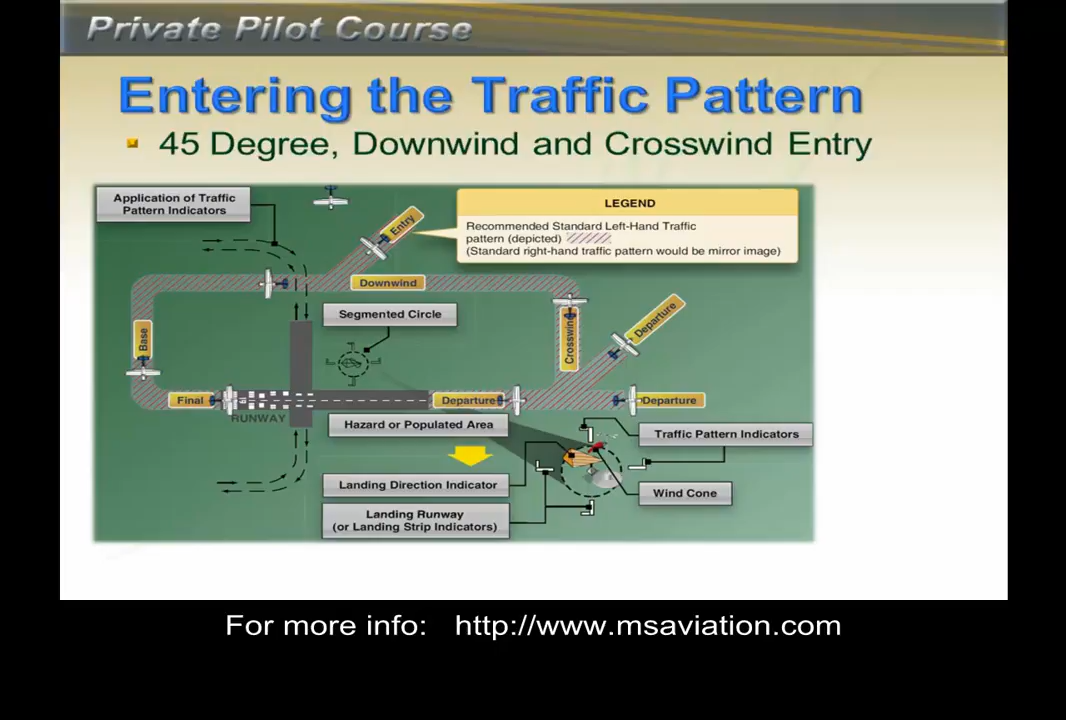 Private Pilot Course
Entering the Traffic Pattern
45 Degree, Downwind and Crosswind Entry
Application of Traffic
Pattern Indicators
Entry
LEGEND
Recommended Standard Left-Hand Traffic
pattern (depicted)
(Standard right-hand traffic pattern would be mirror image)
Downwind
Segmented Circle
Base
Crosswind
Departure
Final
RUNWAY
Departure
Departure
Hazard or Populated Area
Traffic Pattern Indicators
Landing Direction Indicator
Wind Cone
Landing Runway
(or Landing Strip Indicators)
For more info: http://www.msaviation.com